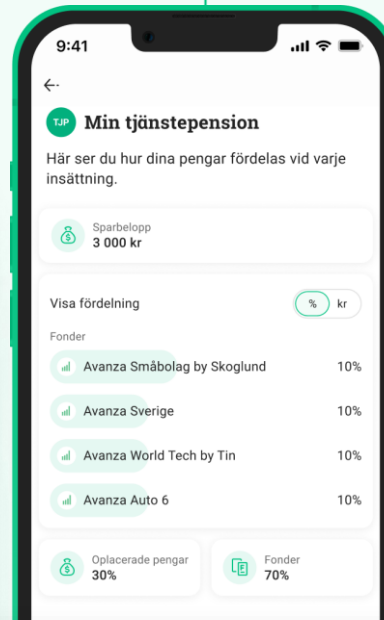 9:41
TJP Min tjänstepension
Här ser du hur dina pengar fördelas vid varje
insättning.
Sparbelopp
3 000 kr
Visa fördelning % kr
Fonder
Avanza Småbolag by Skoglund 10%
Avanza Sverige 10%
Avanza World Tech by Tin 10%
Avanza Auto 6 10%
Oplacerade pengar
30%
Fonder
70%